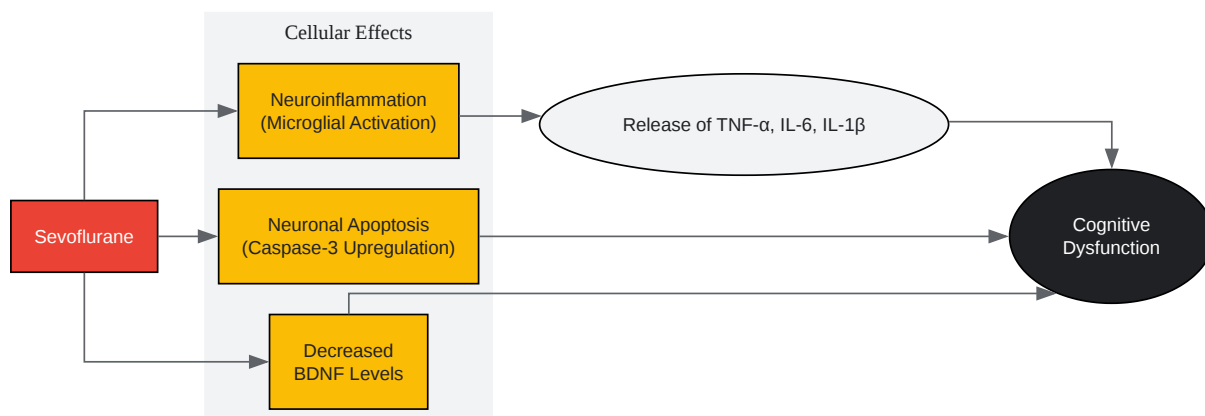 Cellular Effects
Neuroinflammation
(Microglial Activation)
Release of TNF-α, IL-6, IL-1β
Sevoflurane
Neuronal Apoptosis
(Caspase-3 Upregulation)
Cognitive
Dysfunction
Decreased
BDNF Levels